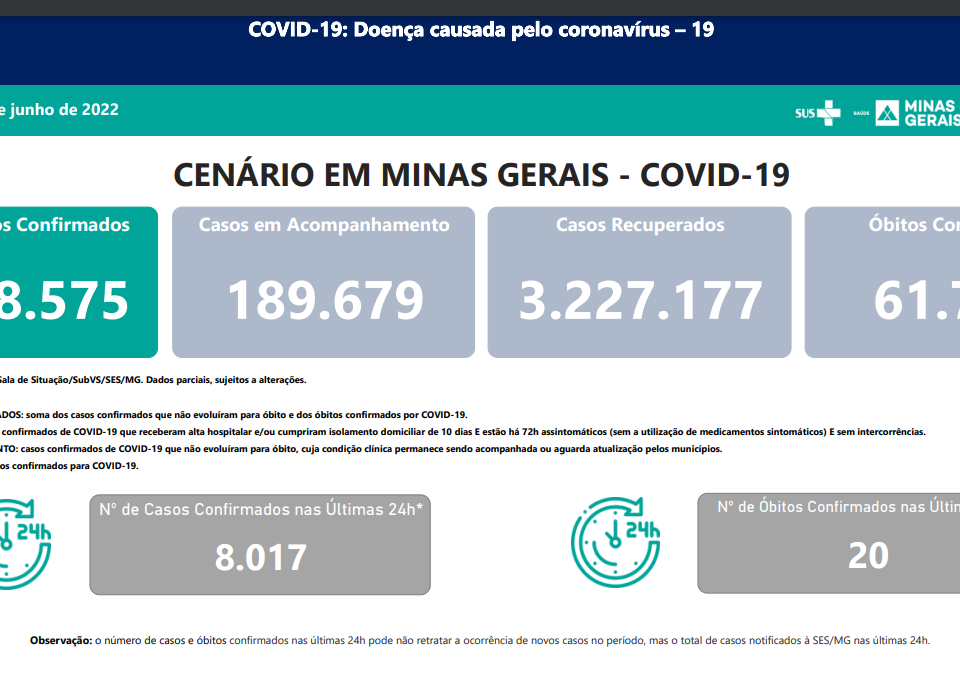 COVID-19: Doença causada pelo coronavírus – 19
e junho de 2022
SUS
SAÚDE
MINAS
GERAIS
CENÁRIO EM MINAS GERAIS - COVID-19
os Confirmados
Casos em Acompanhamento
Casos Recuperados
Óbitos Con
8.575
189.679
3.227.177
61.7
Sala de Situação/SubVS/SES/MG. Dados parciais, sujeitos a alterações.
ADOS: soma dos casos confirmados que não evoluíram para óbito e dos óbitos confirmados por COVID-19.
confirmados de COVID-19 que receberam alta hospitalar e/ou cumpriram isolamento domiciliar de 10 dias E estão há 72h assintomáticos (sem a utilização de medicamentos sintomáticos) E sem intercorrências.
NTO: casos confirmados de COVID-19 que não evoluíram para óbito, cuja condição clínica permanece sendo acompanhada ou aguarda atualização pelos municípios.
os confirmados para COVID-19.
24h
Nº de Casos Confirmados nas Últimas 24h*
8.017
24h
Nº de Óbitos Confirmados nas Últim
20
Observação: o número de casos e óbitos confirmados nas últimas 24h pode não retratar a ocorrência de novos casos no período, mas o total de casos notificados à SES/MG nas últimas 24h.